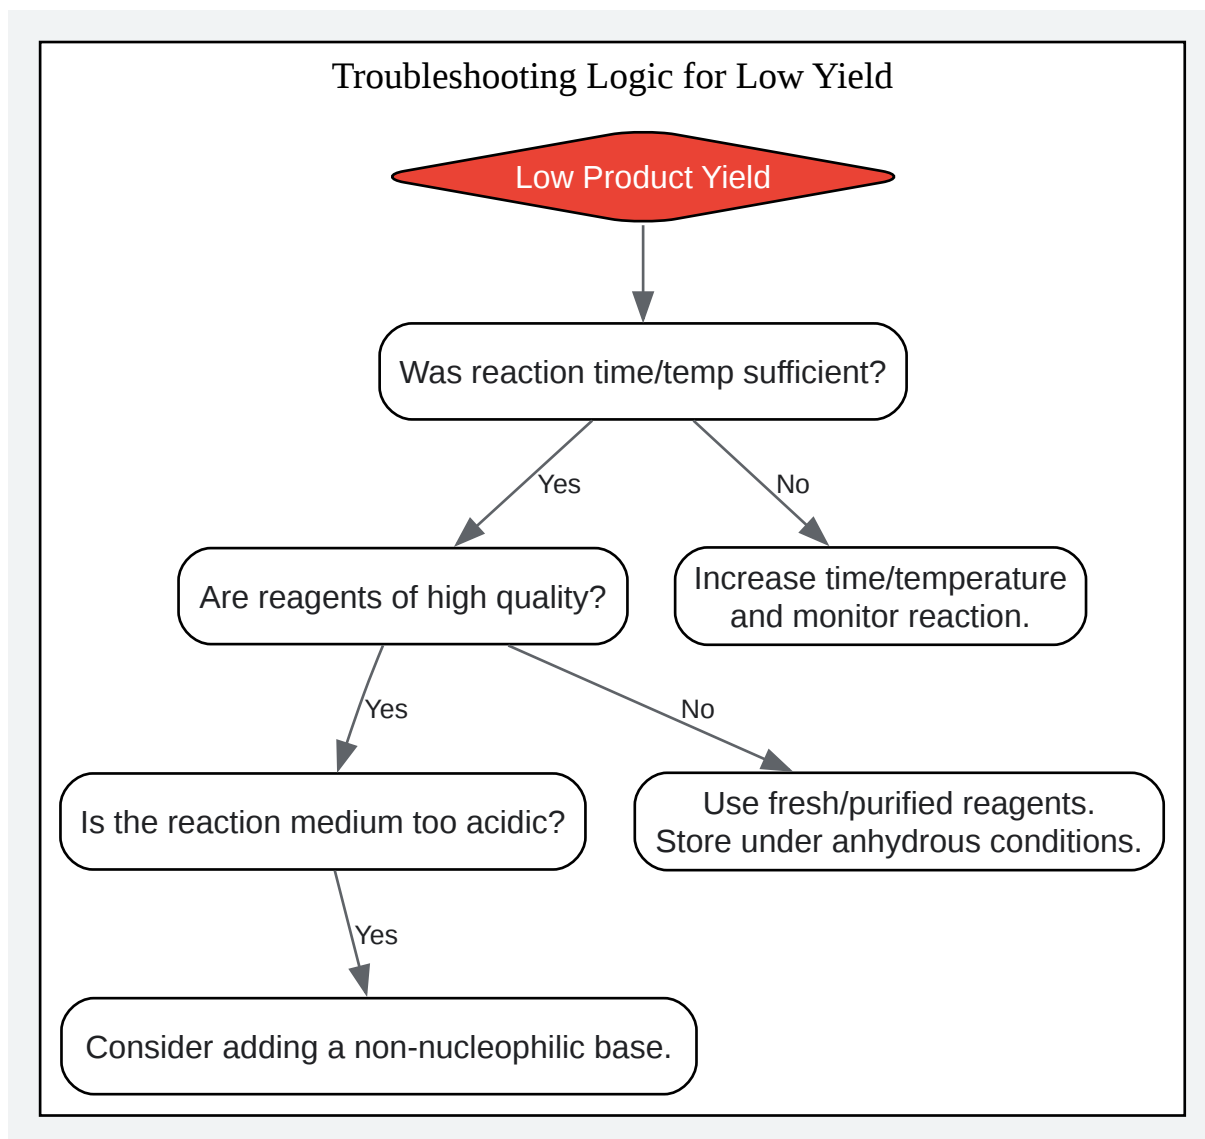 Troubleshooting Logic for Low Yield
Low Product Yield
Was reaction time/temp sufficient?
Yes
No
Are reagents of high quality?
Increase time/temperature
and monitor reaction.
Yes
No
Is the reaction medium too acidic?
Use fresh/purified reagents.
Store under anhydrous conditions.
Yes
Consider adding a non-nucleophilic base.